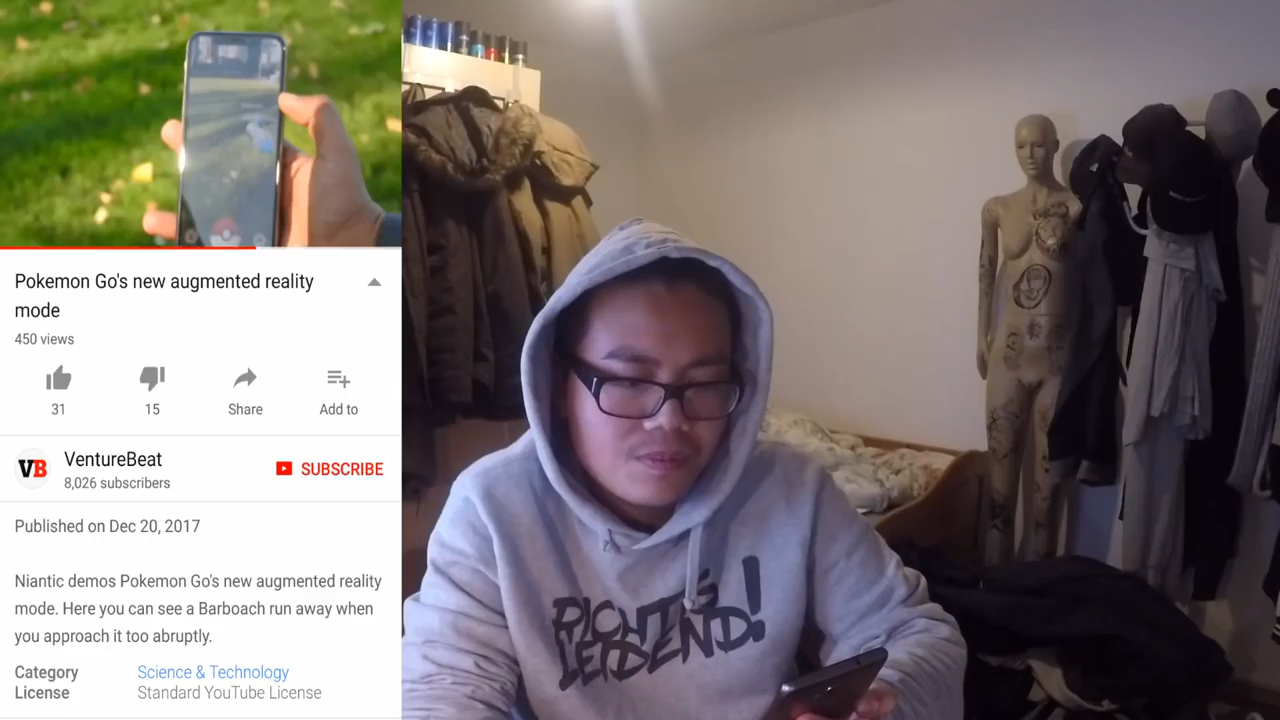 Pokemon Go's new augmented reality
mode
450 views
31
15
Share
Add to
VB
VentureBeat
8,026 subscribers
SUBSCRIBE
Published on Dec 20, 2017
Niantic demos Pokemon Go's new augmented reality
mode. Here you can see a Barboach run away when
you approach it too abruptly.
Category Science & Technology
License Standard YouTube License
RICHTIG
LEIDEND!